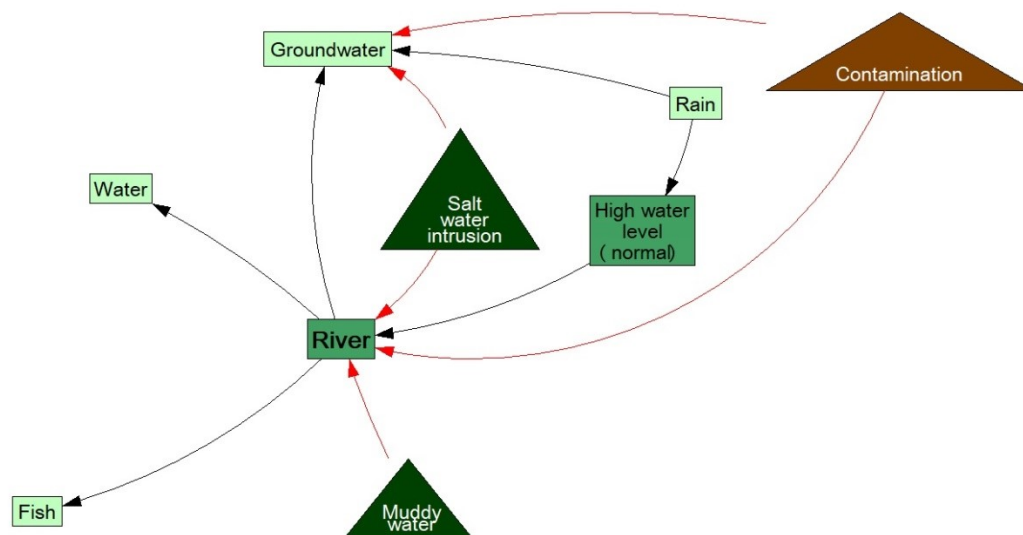 Groundwater
Contamination
Rain
Water
Salt
water
intrusion
High water
level
( normal)
River
Fish
Muddy
water